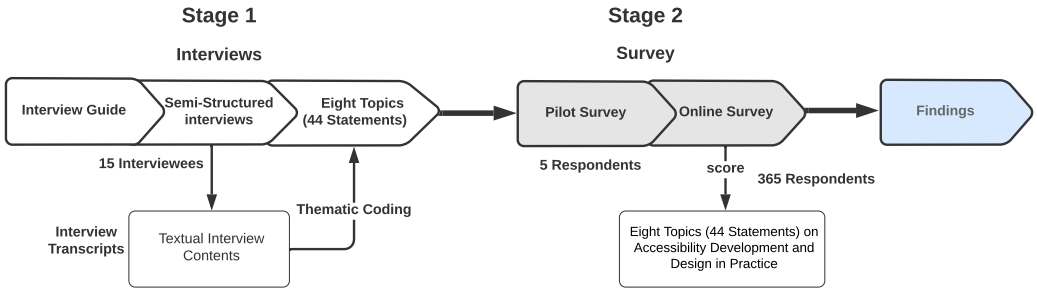 Stage 1
Stage 2
Interviews
Survey
Interview Guide
Semi-Structured
interviews
Eight Topics
(44 Statements)
Pilot Survey
Online Survey
Findings
15 Interviewees
5 Respondents
score
365 Respondents
Thematic Coding
Interview
Transcripts
Textual Interview
Contents
Eight Topics (44 Statements) on
Accessibility Development and
Design in Practice